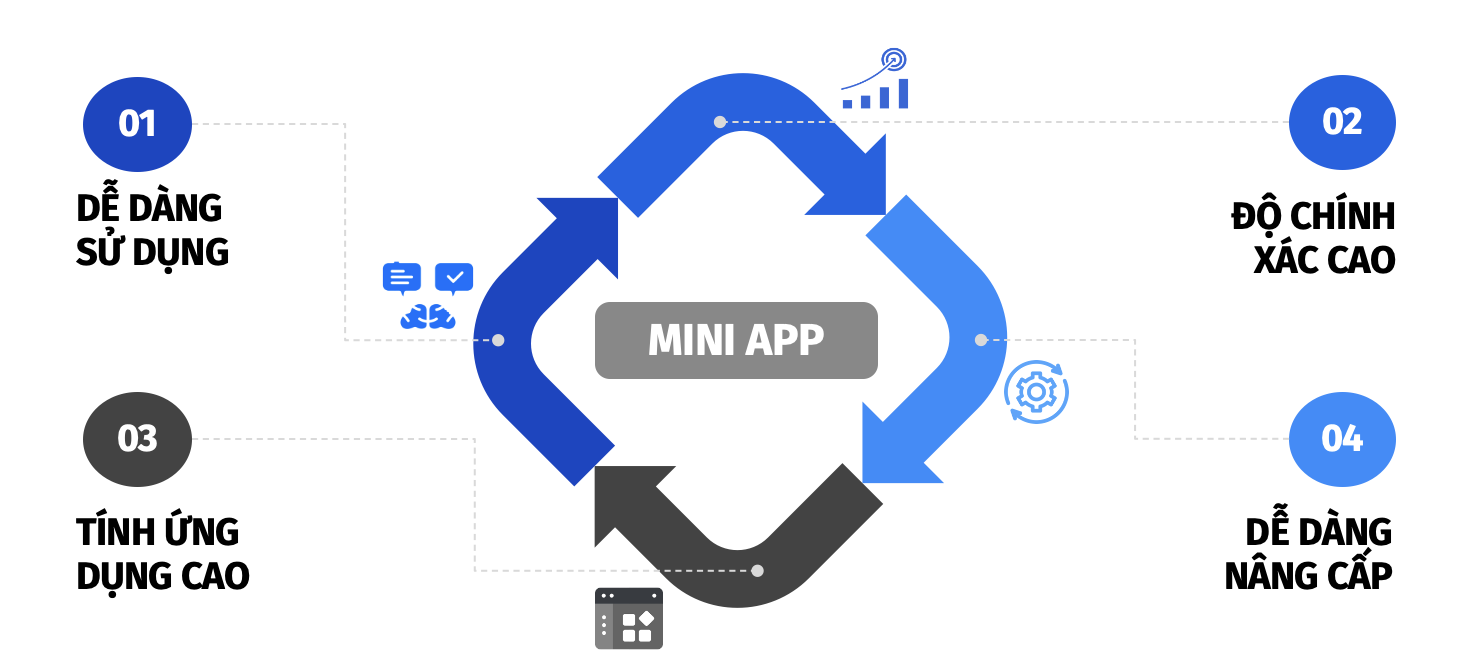 01
DỄ DÀNG
SỬ DỤNG
02
ĐỘ CHÍNH
XÁC CAO
MINI APP
03
TÍNH ỨNG
DỤNG CAO
04
DỄ DÀNG
NÂNG CẤP